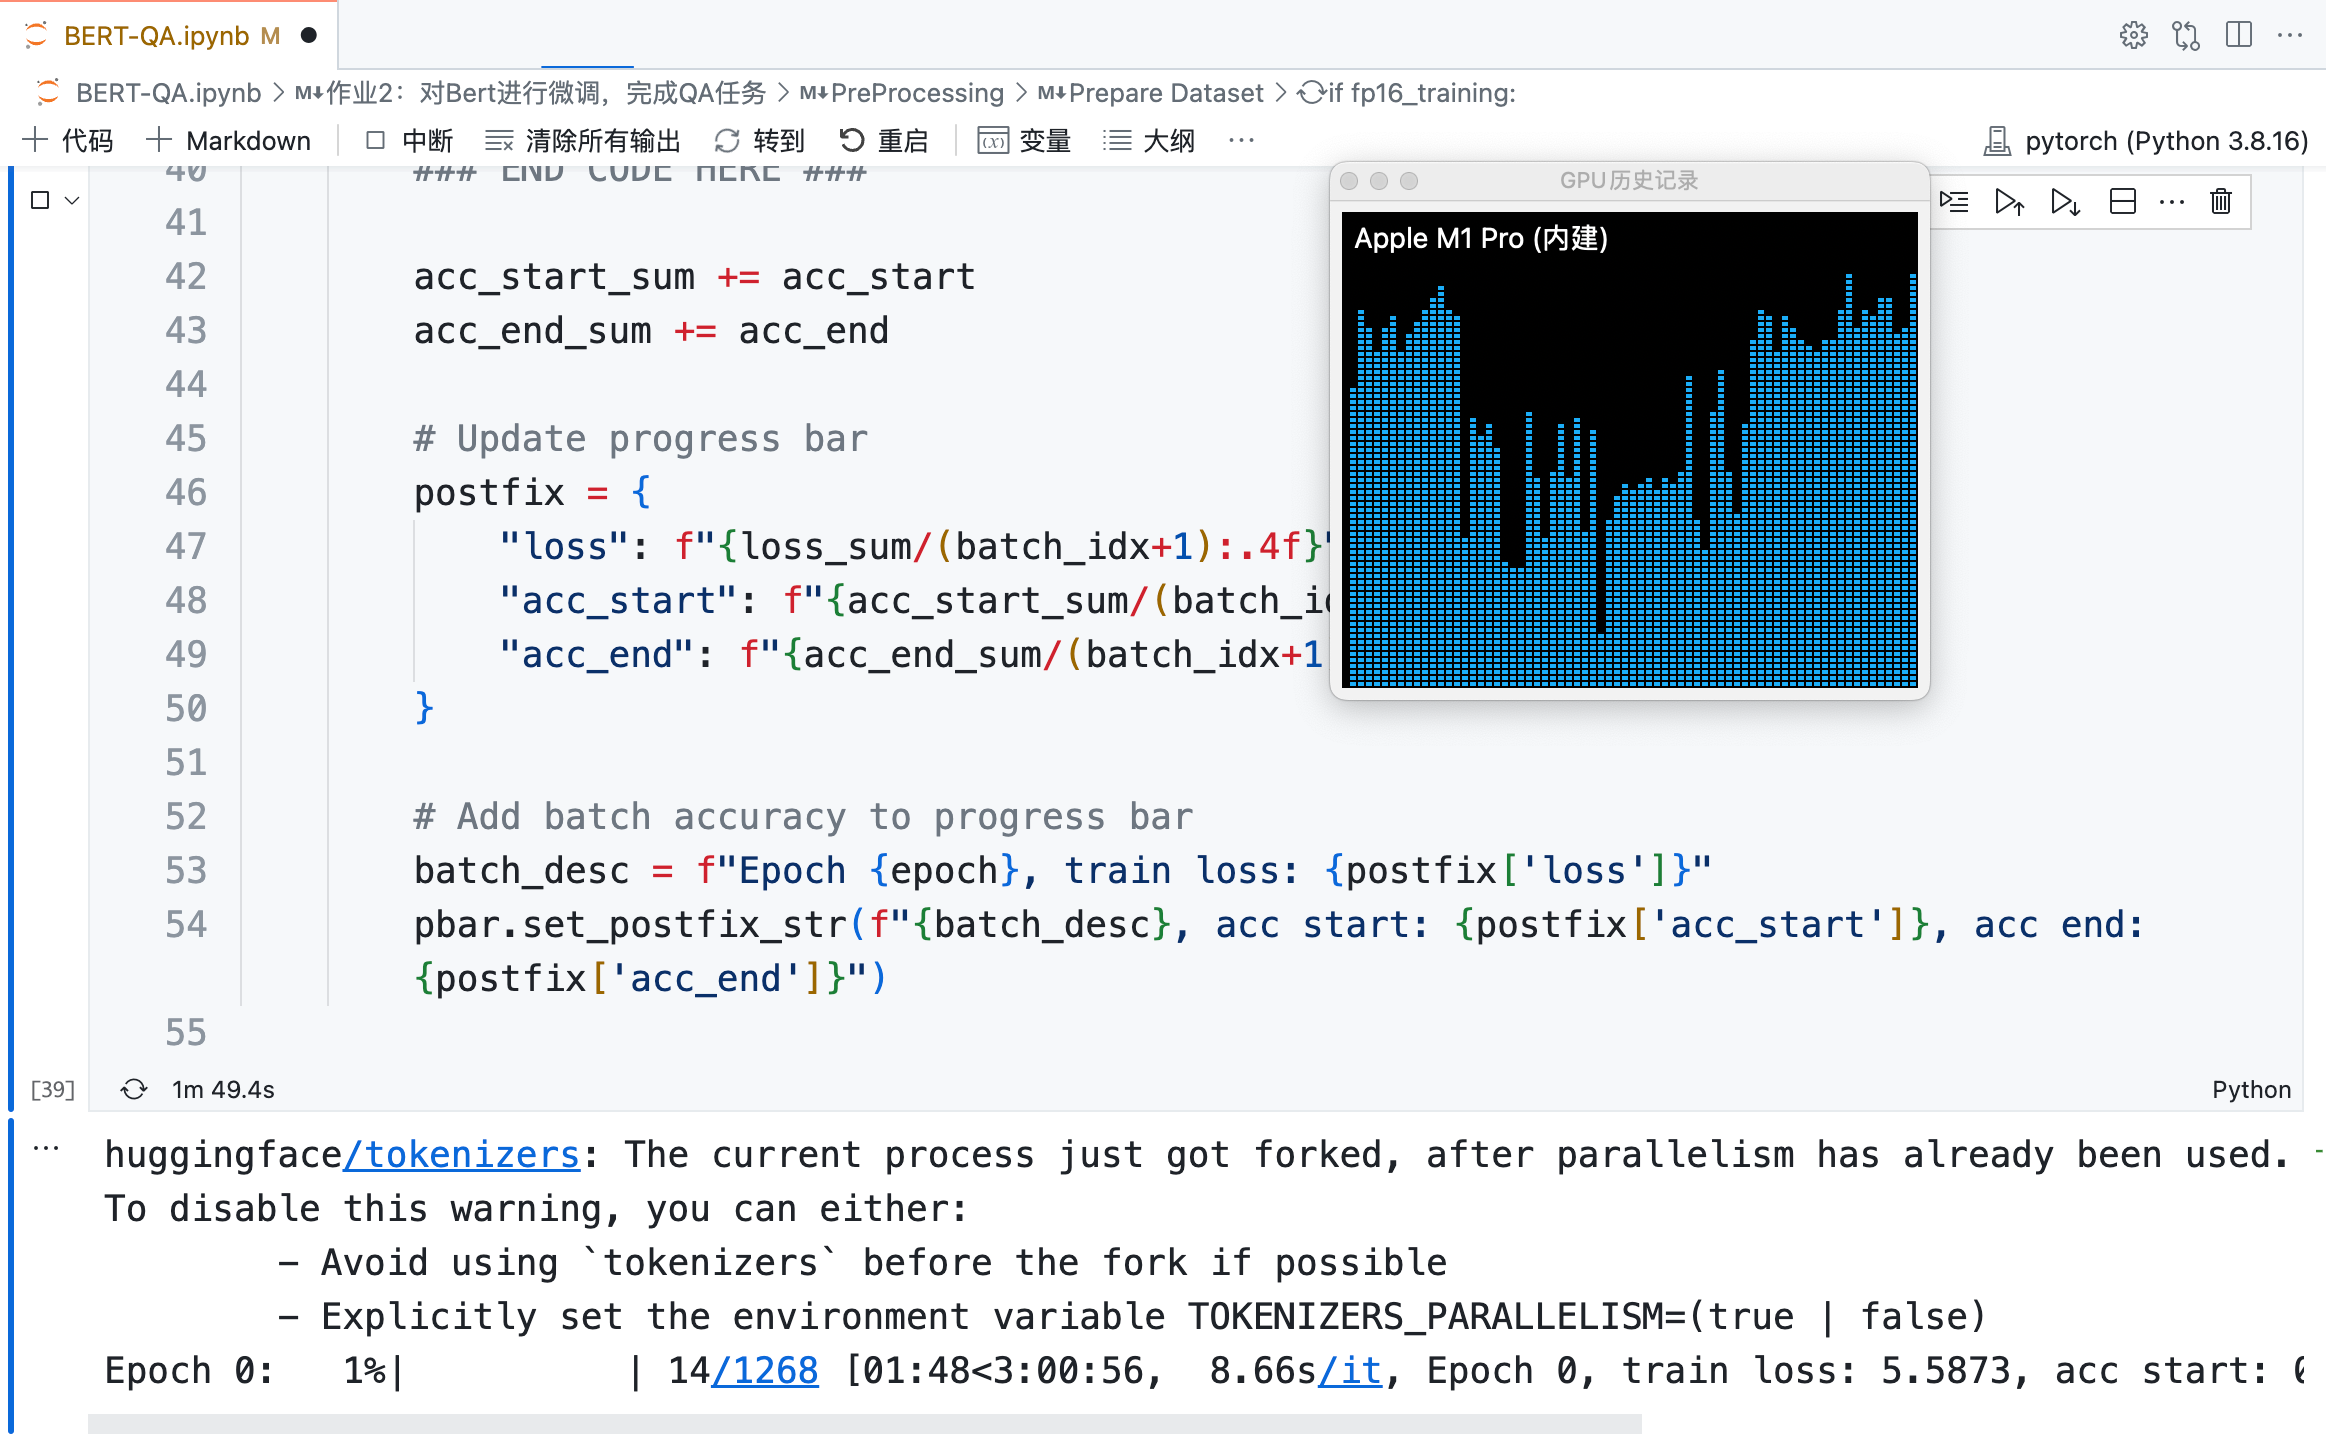 BERT-QA.ipynb M
BERT-QA.ipynb > M↓作业2：对Bert进行微调，完成QA任务 > M↓PreProcessing > M↓Prepare Dataset > if fp16_training:
代码 Markdown 中断 清除所有输出 转到 重启 变量 大纲 ··· pytorch (Python 3.8.16)
GPU历史记录
Apple M1 Pro (内建)
40 ### END CODE HERE ###
41
42 acc_start_sum += acc_start
43 acc_end_sum += acc_end
44
45 # Update progress bar
46 postfix = {
47 "loss": f"{loss_sum/(batch_idx+1):.4f}"
48 "acc_start": f"{acc_start_sum/(batch_id
49 "acc_end": f"{acc_end_sum/(batch_idx+1
50 }
51
52 # Add batch accuracy to progress bar
53 batch_desc = f"Epoch {epoch}, train loss: {postfix['loss']}"
54 pbar.set_postfix_str(f"{batch_desc}, acc start: {postfix['acc_start']}, acc end:
{postfix['acc_end']}")
55
[39] 1m 49.4s Python
··· huggingface/tokenizers: The current process just got forked, after parallelism has already been used.
To disable this warning, you can either:
- Avoid using `tokenizers` before the fork if possible
- Explicitly set the environment variable TOKENIZERS_PARALLELISM=(true | false)
Epoch 0: 1%| | 14/1268 [01:48<3:00:56, 8.66s/it, Epoch 0, train loss: 5.5873, acc start: 0